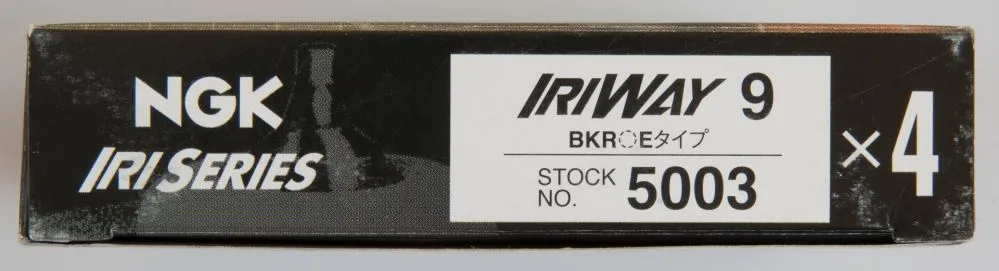 NGK
IRI SERIES
IRIWAY 9
BKR◌Eタイプ
STOCK NO. 5003
×4